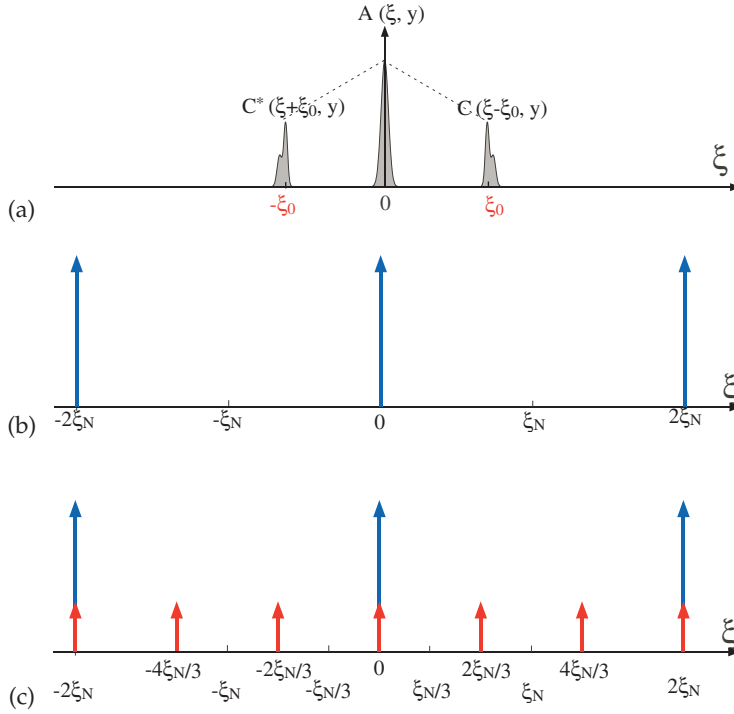 A (ξ, y)
C* (ξ+ξ₀, y) C (ξ-ξ₀, y)
ξ
(a) -ξ₀ 0 ξ₀
ξ
(b) -2ξN -ξN 0 ξN 2ξN
ξ
-4ξN/3 -2ξN/3 0 2ξN/3 4ξN/3
(c) -2ξN -ξN -ξN/3 ξN/3 ξN 2ξN